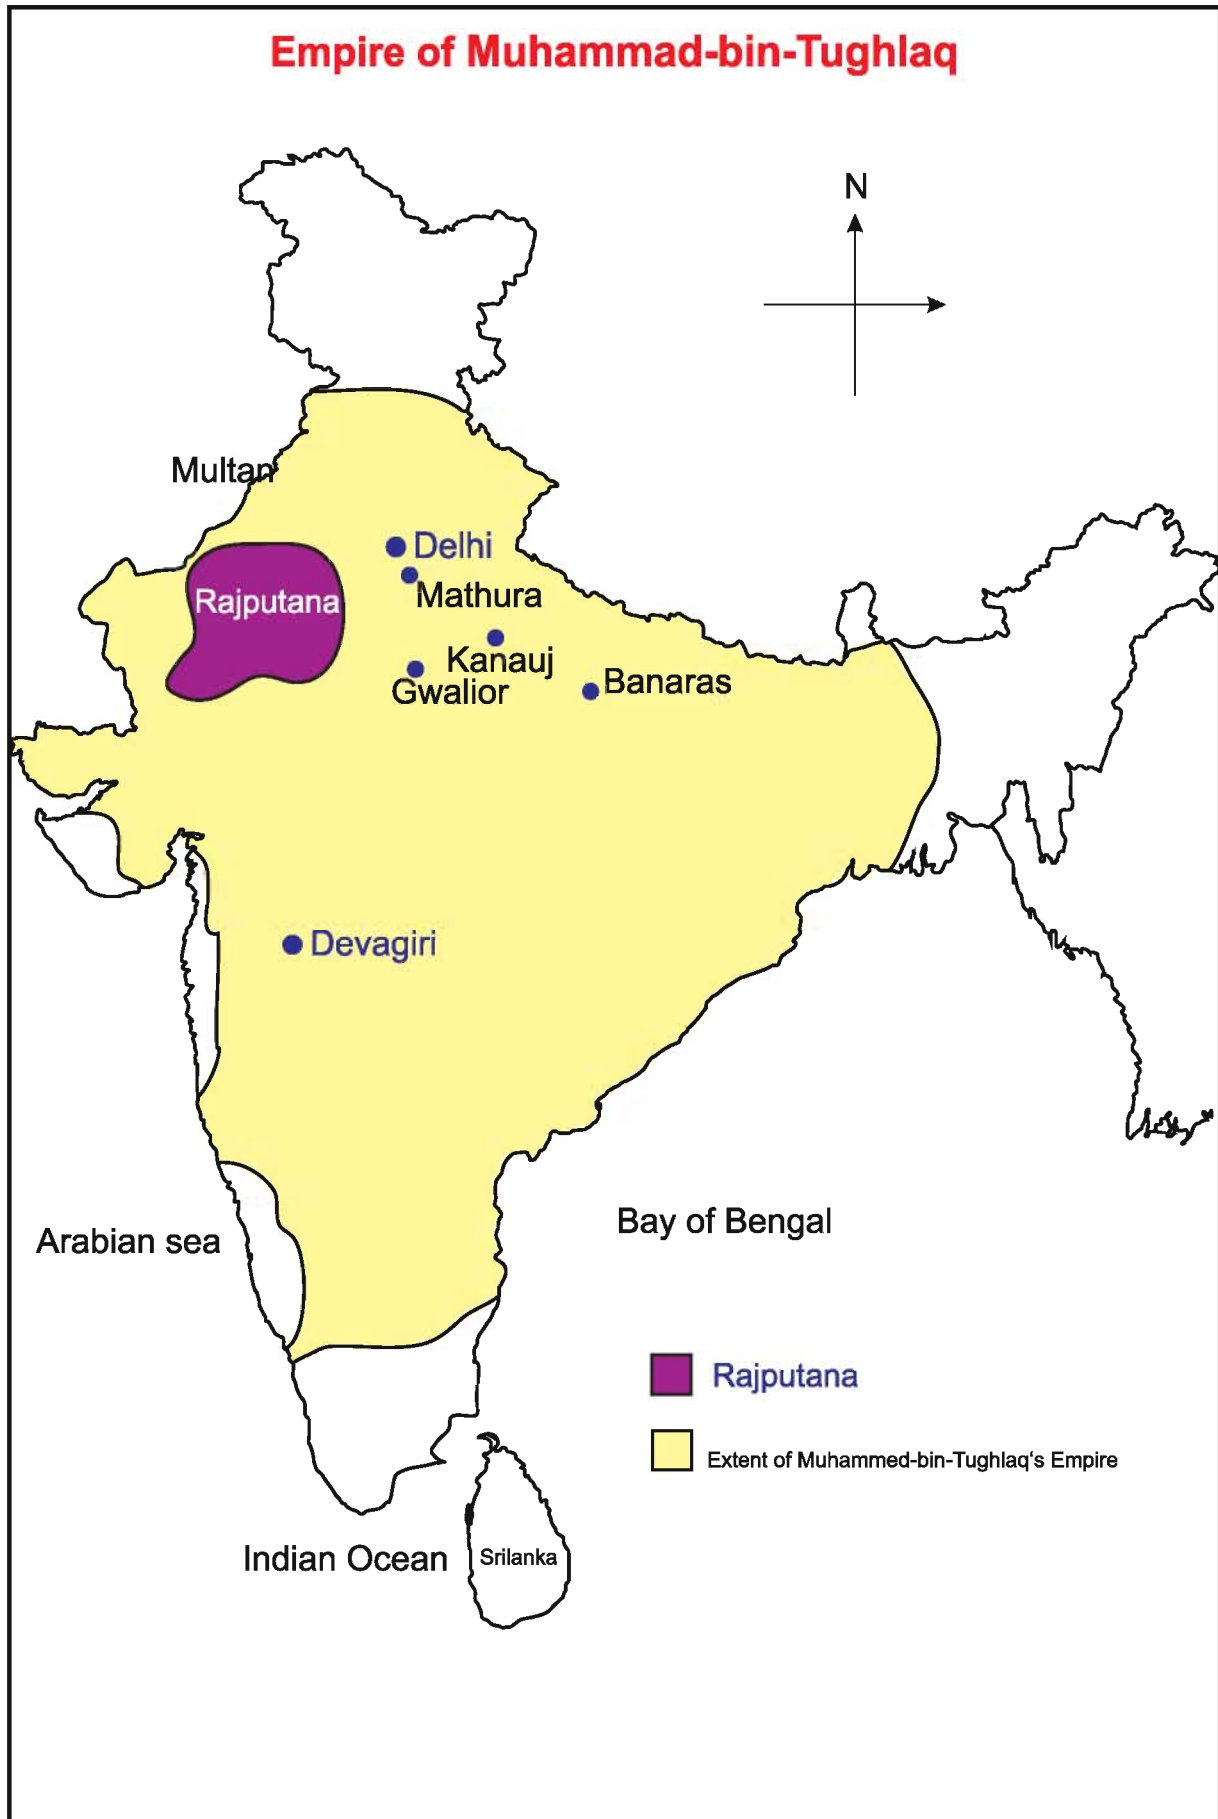 Empire of Muhammad-bin-Tughlaq
N
Multan
Delhi
Mathura
Rajputana
Kanauj
Banaras
Gwalior
Devagiri
Bay of Bengal
Arabian sea
Rajputana
Extent of Muhammed-bin-Tughlaq‘s Empire
Indian Ocean
Srilanka